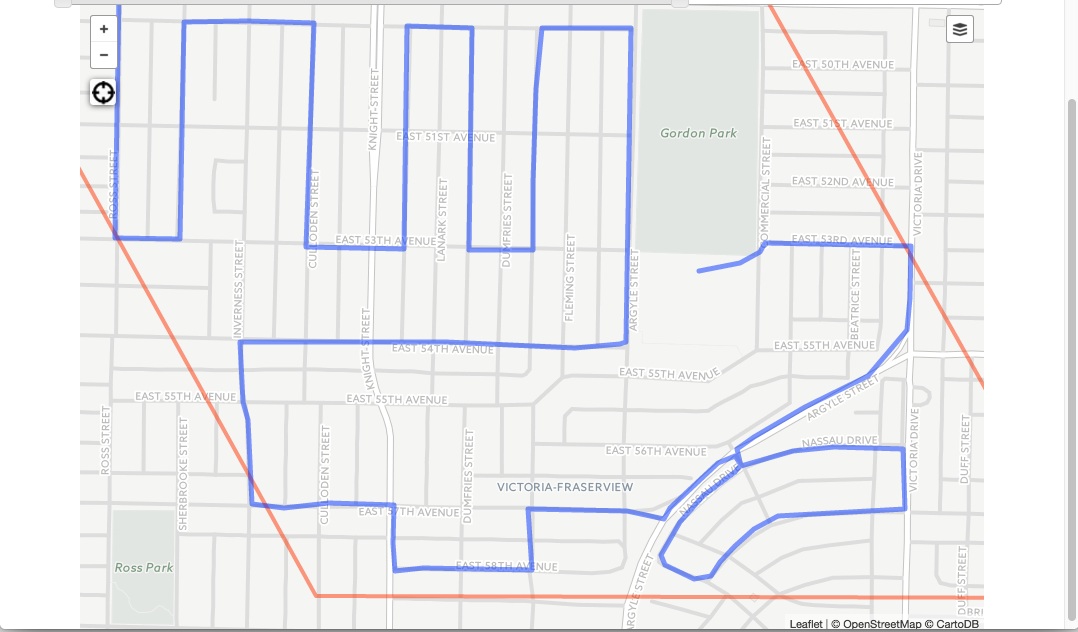 +
−
EAST 50TH AVENUE
KNIGHT-STREET
EAST 51ST AVENUE
EAST 51ST AVENUE
Gordon Park
ROSS STREET
CULLODEN STREET
LANARK STREET
DUMFRIES STREET
COMMERCIAL STREET
VICTORIA DRIVE
EAST 52ND AVENUE
EAST 53TH AVENUE
EAST 53RD AVENUE
INVERNESS STREET
FLEMING STREET
ARGYLE STREET
BEATRICE STREET
KNIGHT-STREET
EAST 54TH AVENUE
EAST 55TH AVENUE
EAST 55TH AVENUE
EAST 55TH AVENUE
EAST 55TH AVENUE
ARGYLE STREET
ROSS STREET
SHERBROOKE STREET
CULLODEN STREET
DUMFRIES STREET
VICTORIA DRIVE
DUFF STREET
EAST 56TH AVENUE
NASSAU DRIVE
NASSAU DRIVE
VICTORIA-FRASERVIEW
EAST 57TH AVENUE
Ross Park
EAST 58TH AVENUE
ARGYLE STREET
DUFF STREET
Leaflet | © OpenStreetMap © CartoDB